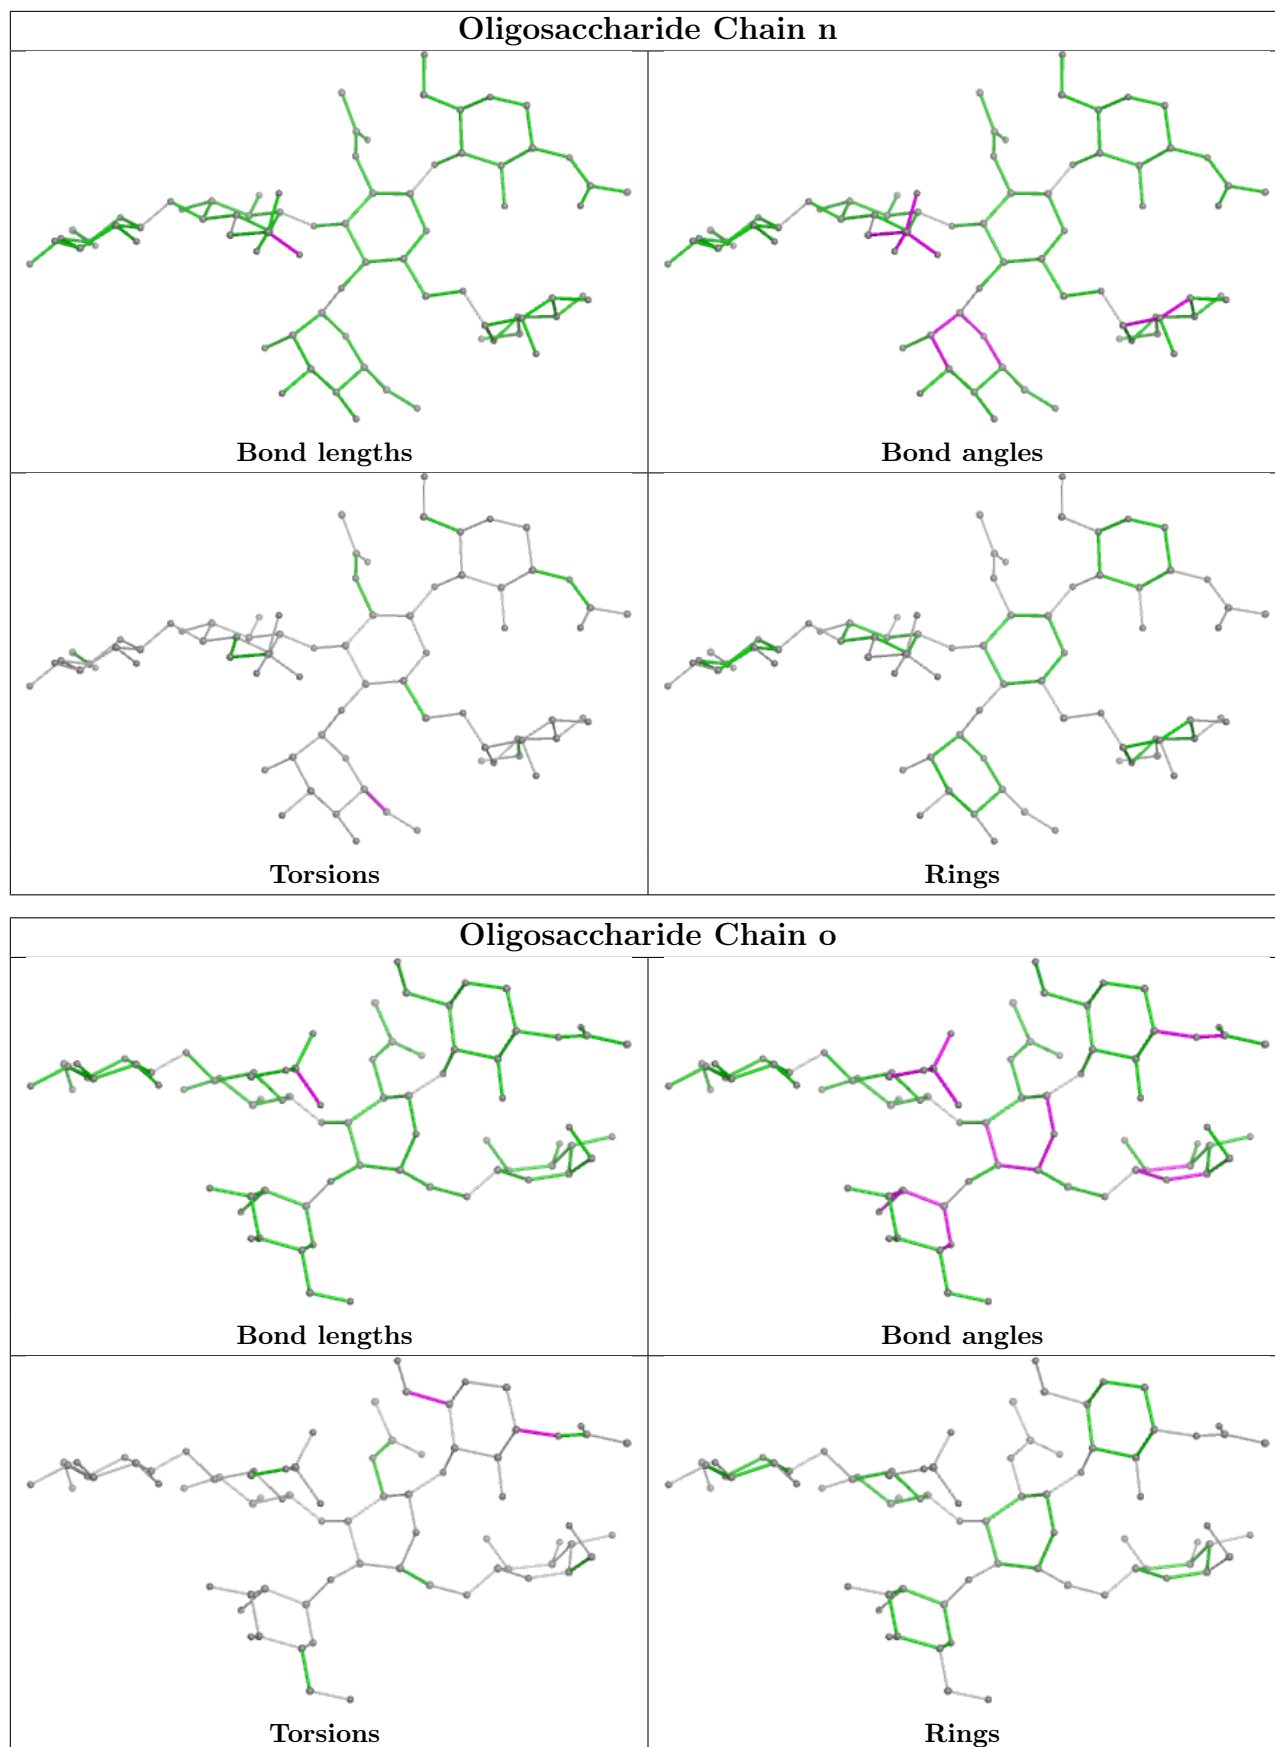 Oligosaccharide Chain n
Bond lengths
Bond angles
Torsions
Rings
Oligosaccharide Chain o
Bond lengths
Bond angles
Torsions
Rings